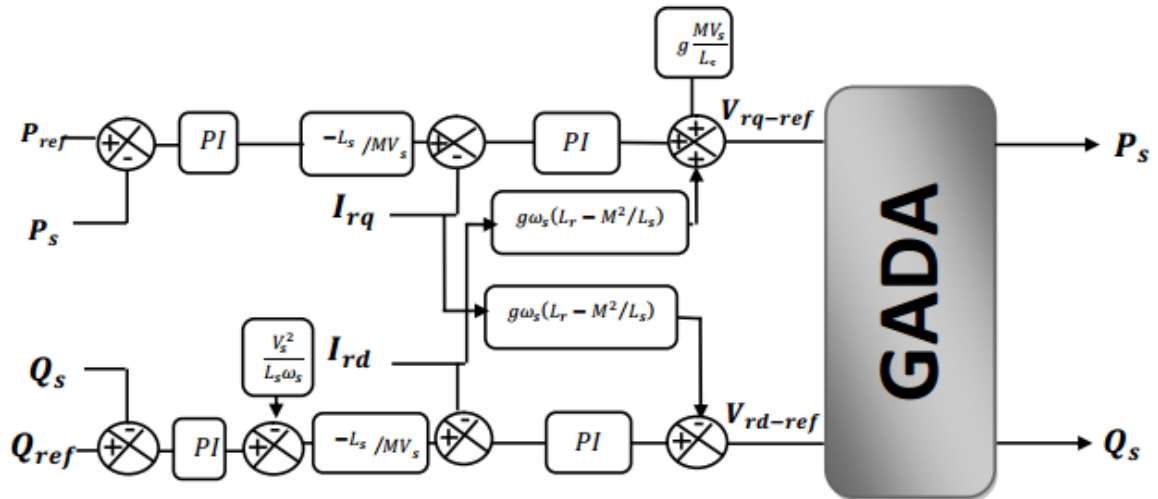 g MV_s / L_s
P_ref
PI
-L_s /MV_s
PI
V_rq-ref
P_s
P_s
I_rq
gω_s(L_r − M²/L_s)
gω_s(L_r − M²/L_s)
GADA
V_s² / L_sω_s
I_rd
Q_s
Q_ref
PI
-L_s /MV_s
PI
V_rd-ref
Q_s